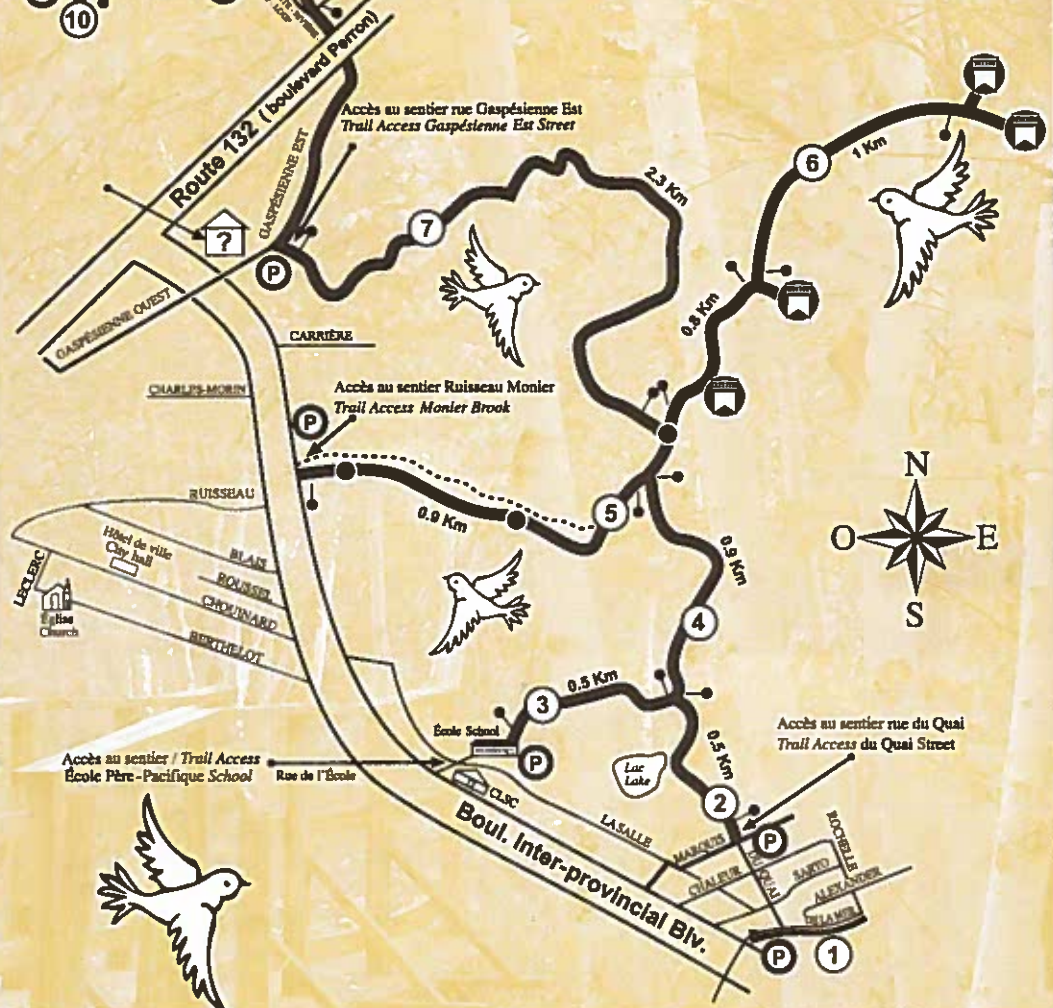 10
Route 132 (boulevard Perron)
Accès au sentier rue Gaspésienne Est
Trail Access Gaspésienne Est Street
GASPÉSIENNE EST
6
1 Km
2.3 Km
7
?
P
GASPÉSIENNE OUEST
0.8 Km
CARRIÈRE
CHARLES-MORIN
Accès au sentier Ruisseau Monier
Trail Access Monier Brook
P
N
O
E
S
RUISSEAU
0.9 Km
5
Hôtel de ville
City hall
BLAIS
LECLERC
ROUSSEL
Église
Church
CHOUINARD
BERTHELOT
0.9 Km
4
3
0.5 Km
École School
P
Accès au sentier / Trail Access
École Père-Pacifique School
Rue de l'École
CLSC
Lac
Lake
0.5 Km
Accès au sentier rue du Quai
Trail Access du Quai Street
2
P
LASALLE
MARQUIS
ROCHELLE
CHALEUR
DU QUAI
SARTO
ALEXANDER
DE LA MER
Boul. Inter-provincial Blv.
P
1